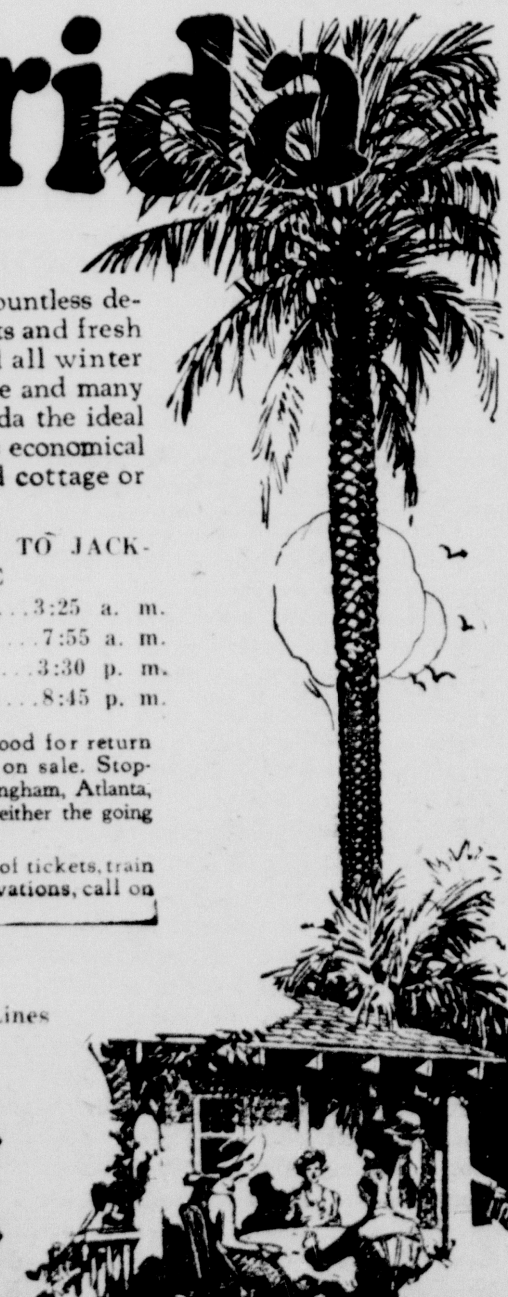 rida
ountless de-
ts and fresh
l all winter
e and many
da the ideal
economical
d cottage or
TO JACK-
...3:25 a. m.
...7:55 a. m.
...3:30 p. m.
...8:45 p. m.
ood for return
on sale. Stop-
ngham, Atlanta,
either the going
of tickets, train
vations, call on
ines